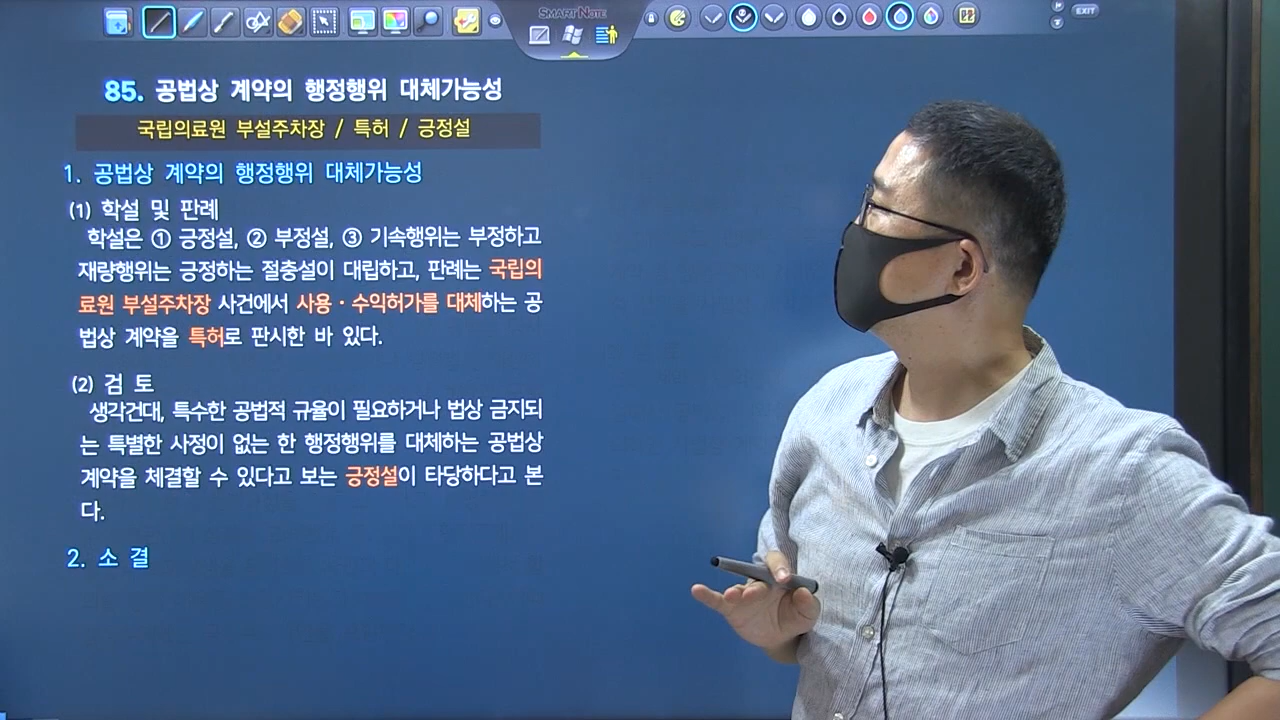 SMARTNOTE
EXIT
85. 공법상 계약의 행정행위 대체가능성
국립의료원 부설주차장 / 특허 / 긍정설
1. 공법상 계약의 행정행위 대체가능성
(1) 학설 및 판례
학설은 ① 긍정설, ② 부정설, ③ 기속행위는 부정하고
재량행위는 긍정하는 절충설이 대립하고, 판례는 국립의
료원 부설주차장 사건에서 사용·수익허가를 대체하는 공
법상 계약을 특허로 판시한 바 있다.
(2) 검 토
생각건대, 특수한 공법적 규율이 필요하거나 법상 금지되
는 특별한 사정이 없는 한 행정행위를 대체하는 공법상
계약을 체결할 수 있다고 보는 긍정설이 타당하다고 본
다.
2. 소 결